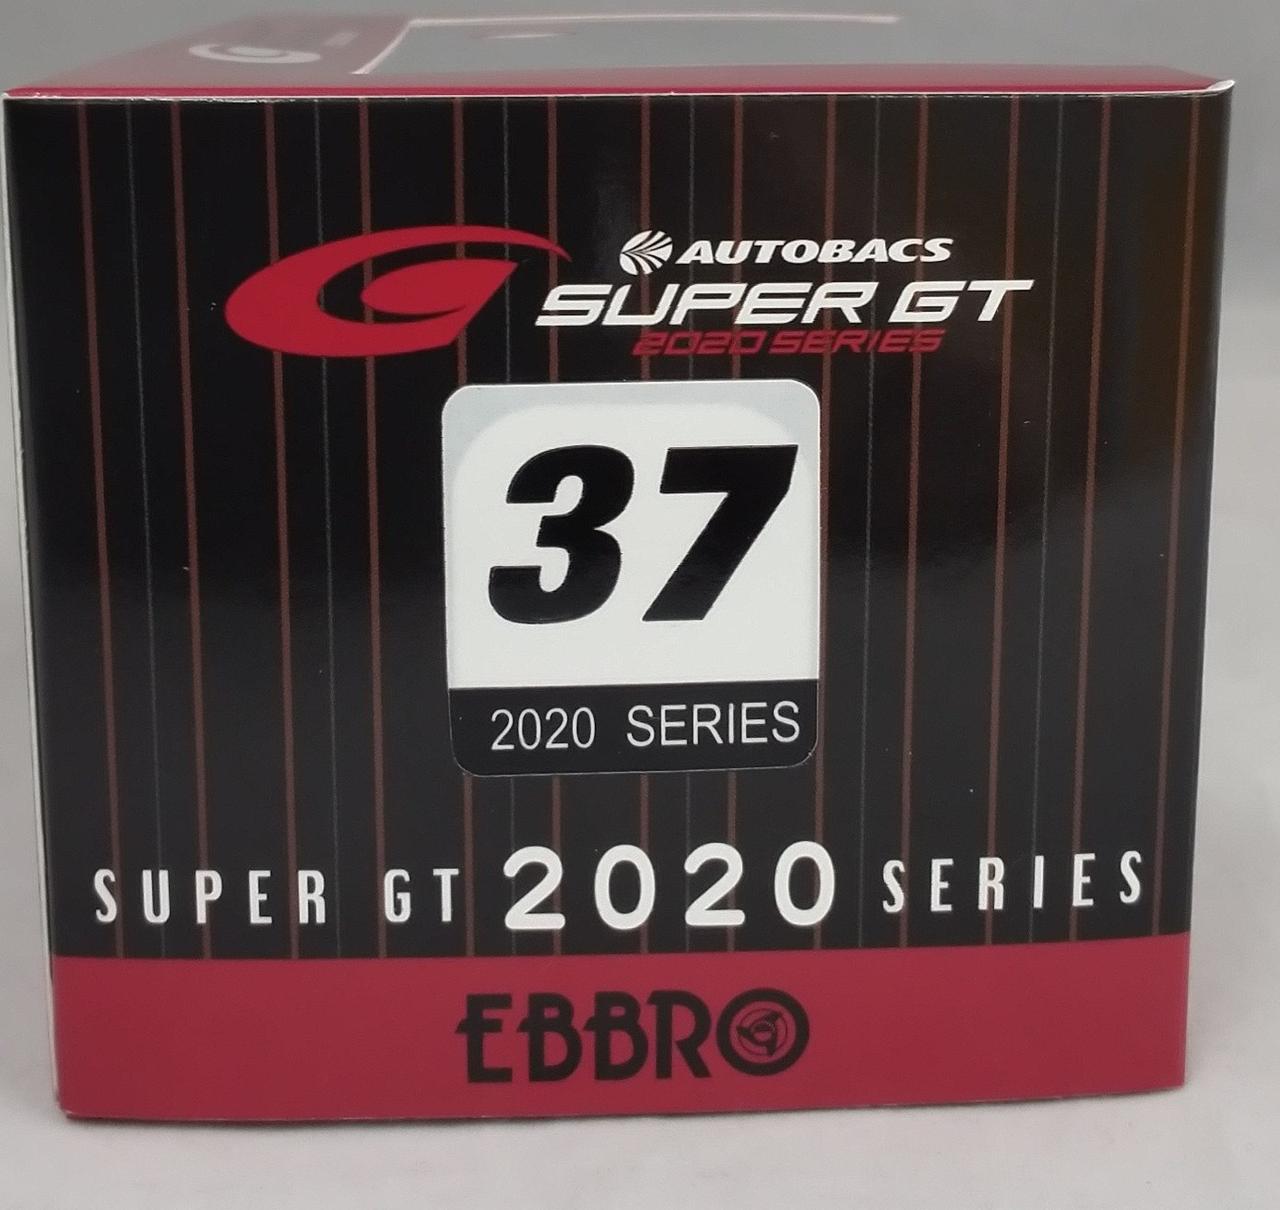 AUTOBACS
SUPER GT
2020 SERIES
37
2020 SERIES
SUPER GT 2020 SERIES
EBBRO